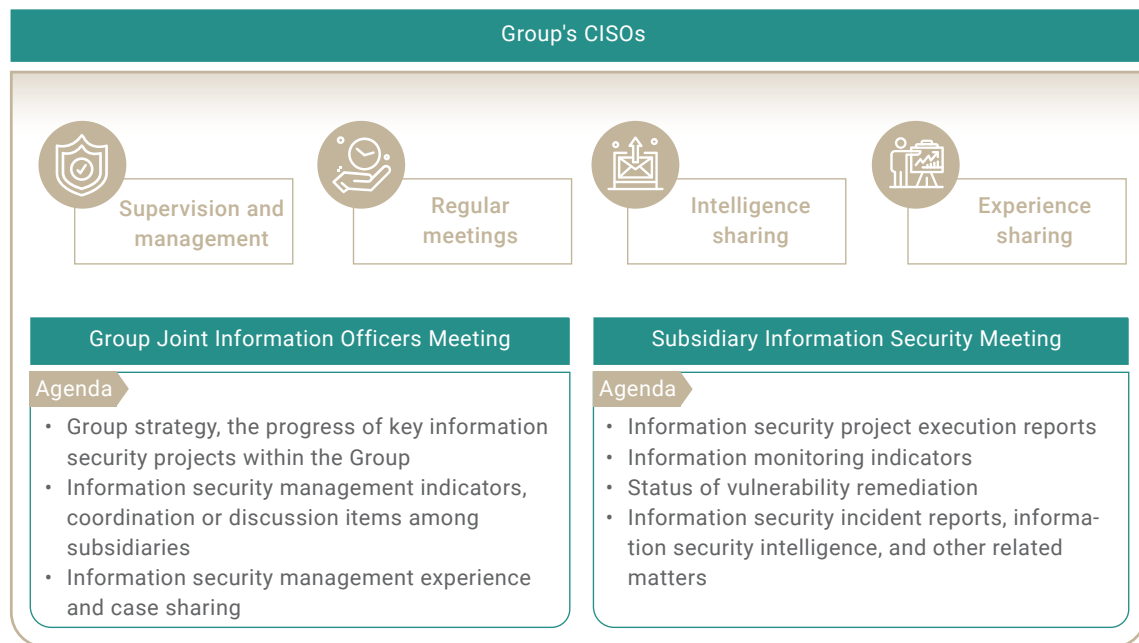 Group's CISOs
Supervision and
management
Regular
meetings
Intelligence
sharing
Experience
sharing
Group Joint Information Officers Meeting
Agenda
• Group strategy, the progress of key information
security projects within the Group
• Information security management indicators,
coordination or discussion items among
subsidiaries
• Information security management experience
and case sharing
Subsidiary Information Security Meeting
Agenda
• Information security project execution reports
• Information monitoring indicators
• Status of vulnerability remediation
• Information security incident reports, informa-
tion security intelligence, and other related
matters